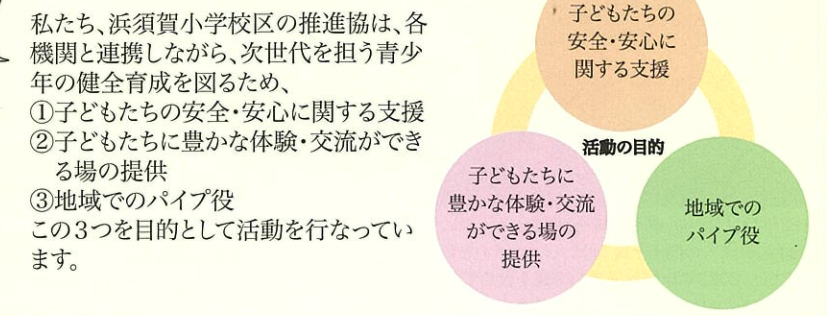 私たち、浜須賀小学校区の推進協は、各
機関と連携しながら、次世代を担う青少
年の健全育成を図るため、
①子どもたちの安全・安心に関する支援
②子どもたちに豊かな体験・交流ができ
る場の提供
③地域でのパイプ役
この3つを目的として活動を行なってい
ます。
子どもたちの
安全・安心に
関する支援
活動の目的
子どもたちに
豊かな体験・交流
ができる場の
提供
地域での
パイプ役